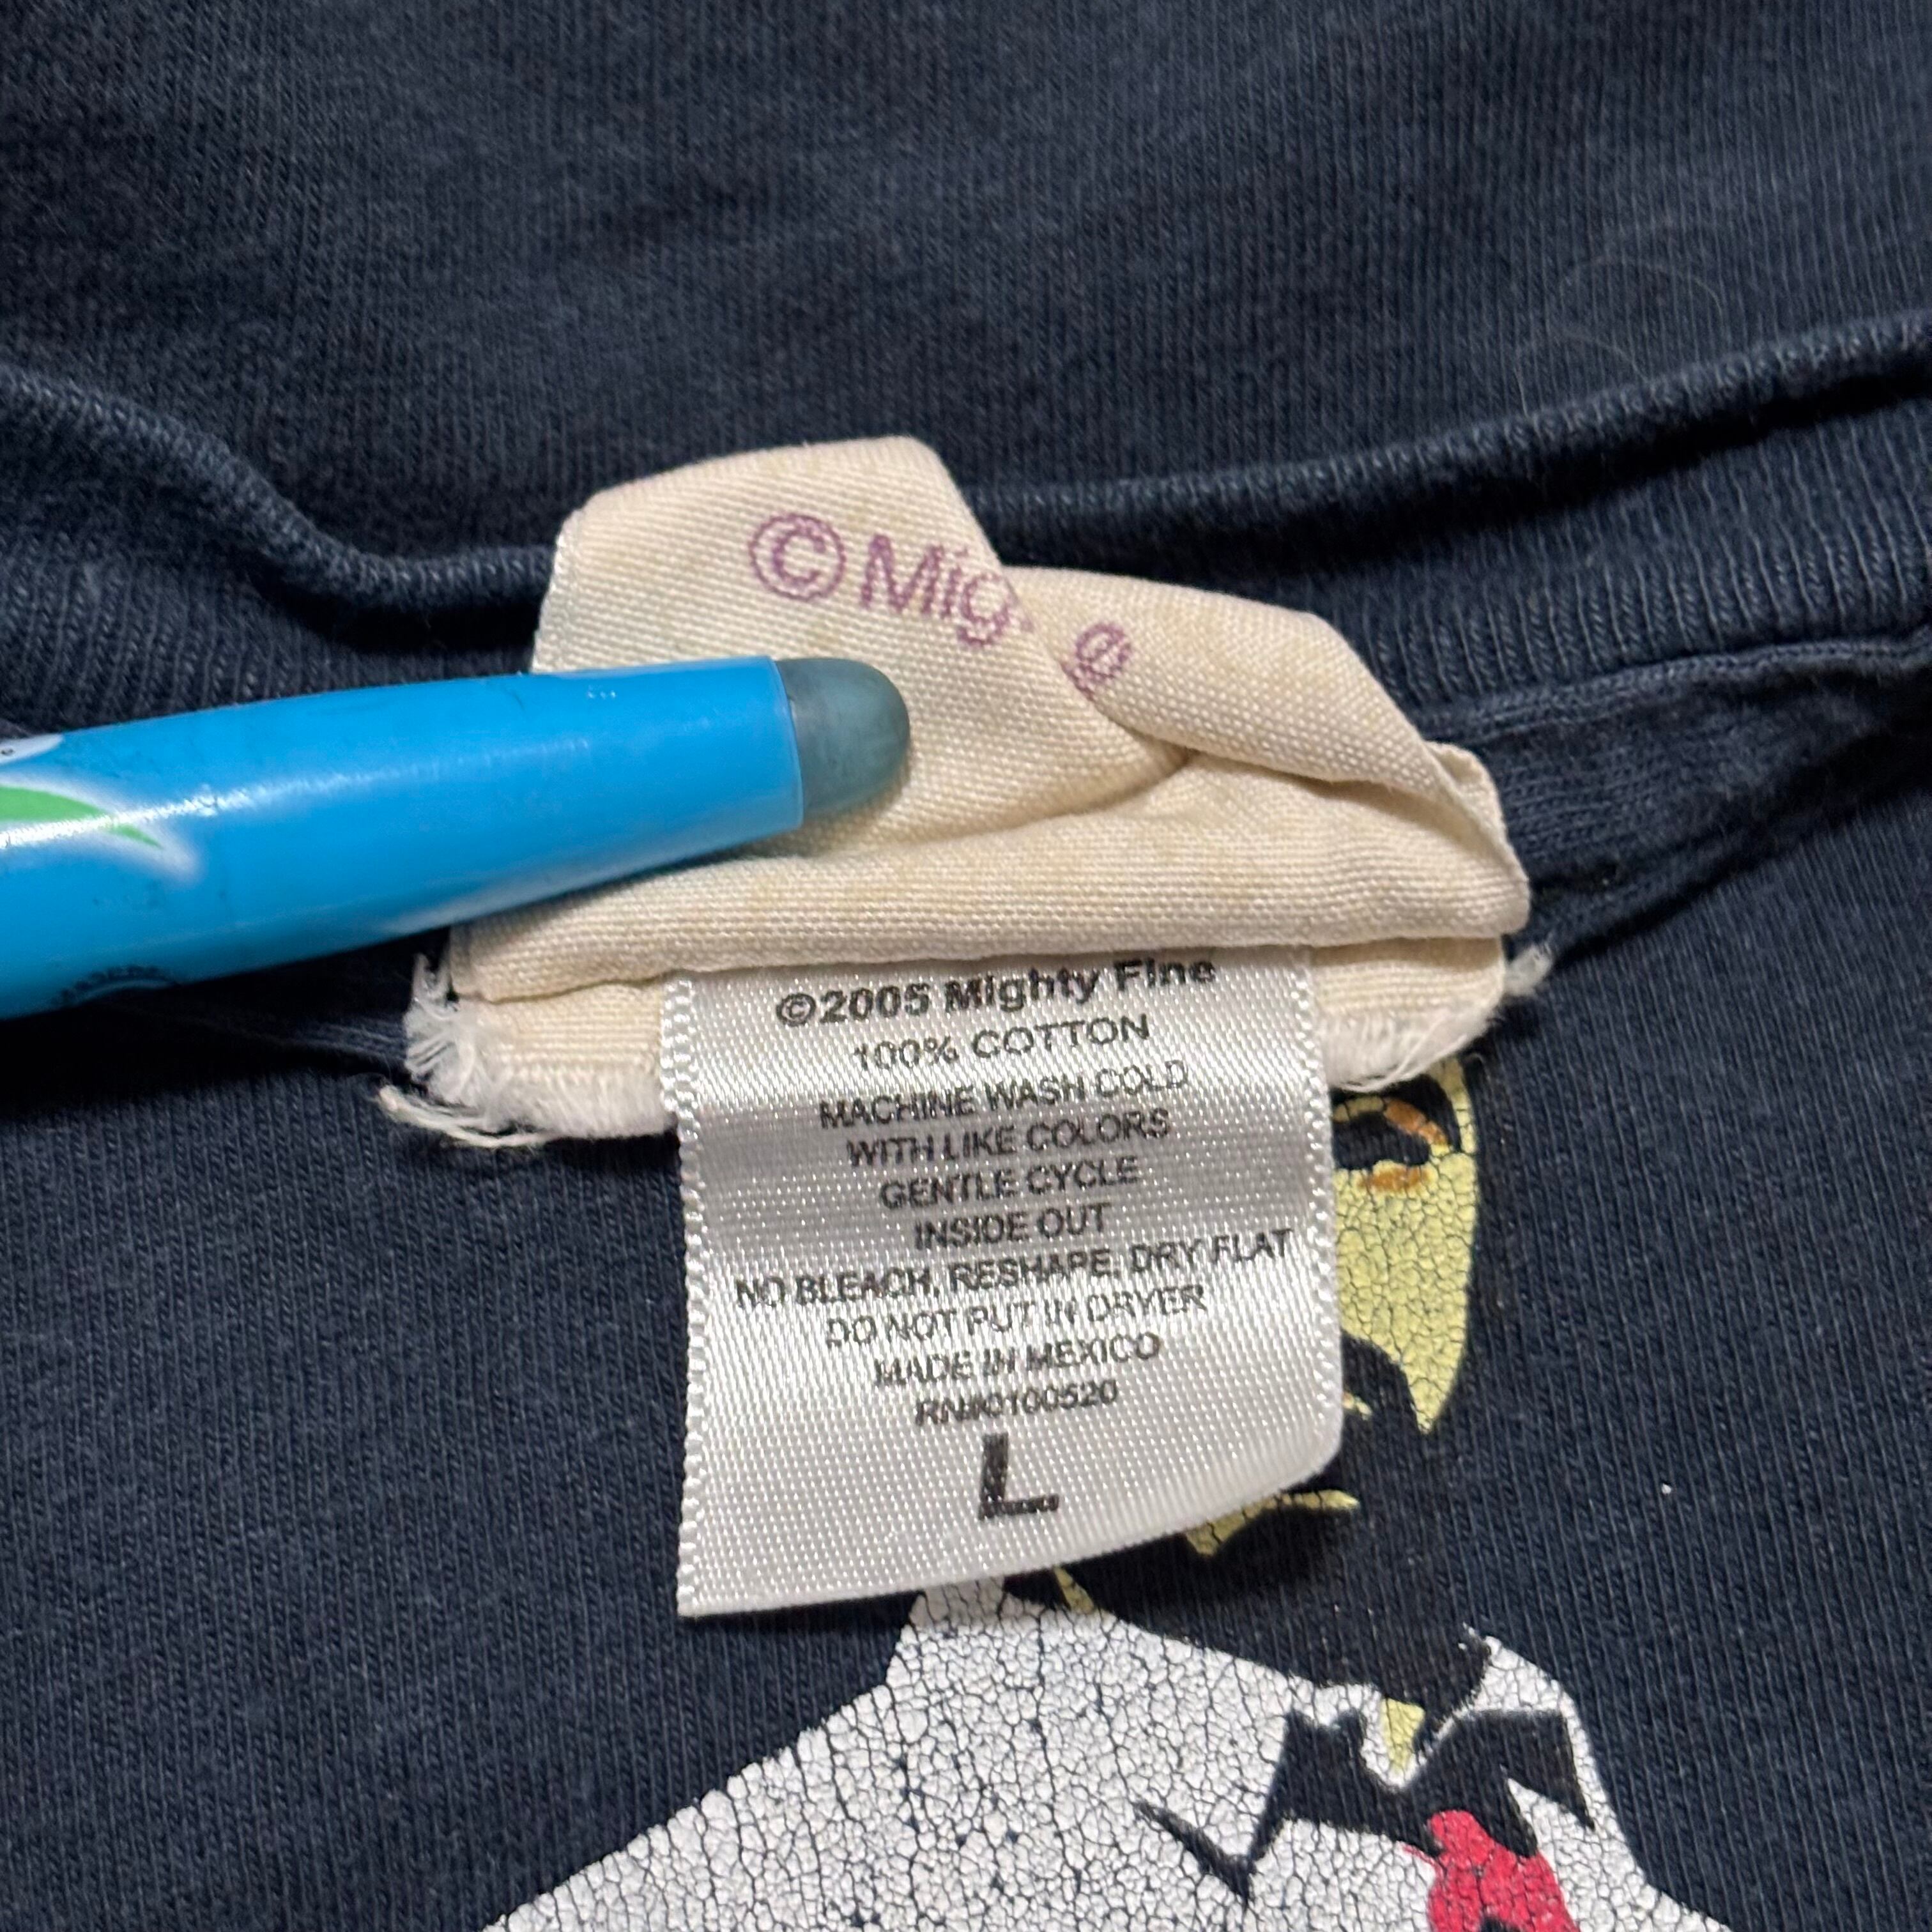 ©Mig
©2005 Mighty Fine
100% COTTON
MACHINE WASH COLD
WITH LIKE COLORS
GENTLE CYCLE
INSIDE OUT
NO BLEACH, RESHAPE, DRY FLAT
DO NOT PUT IN DRYER
MADE IN MEXICO
RN#0100520
L